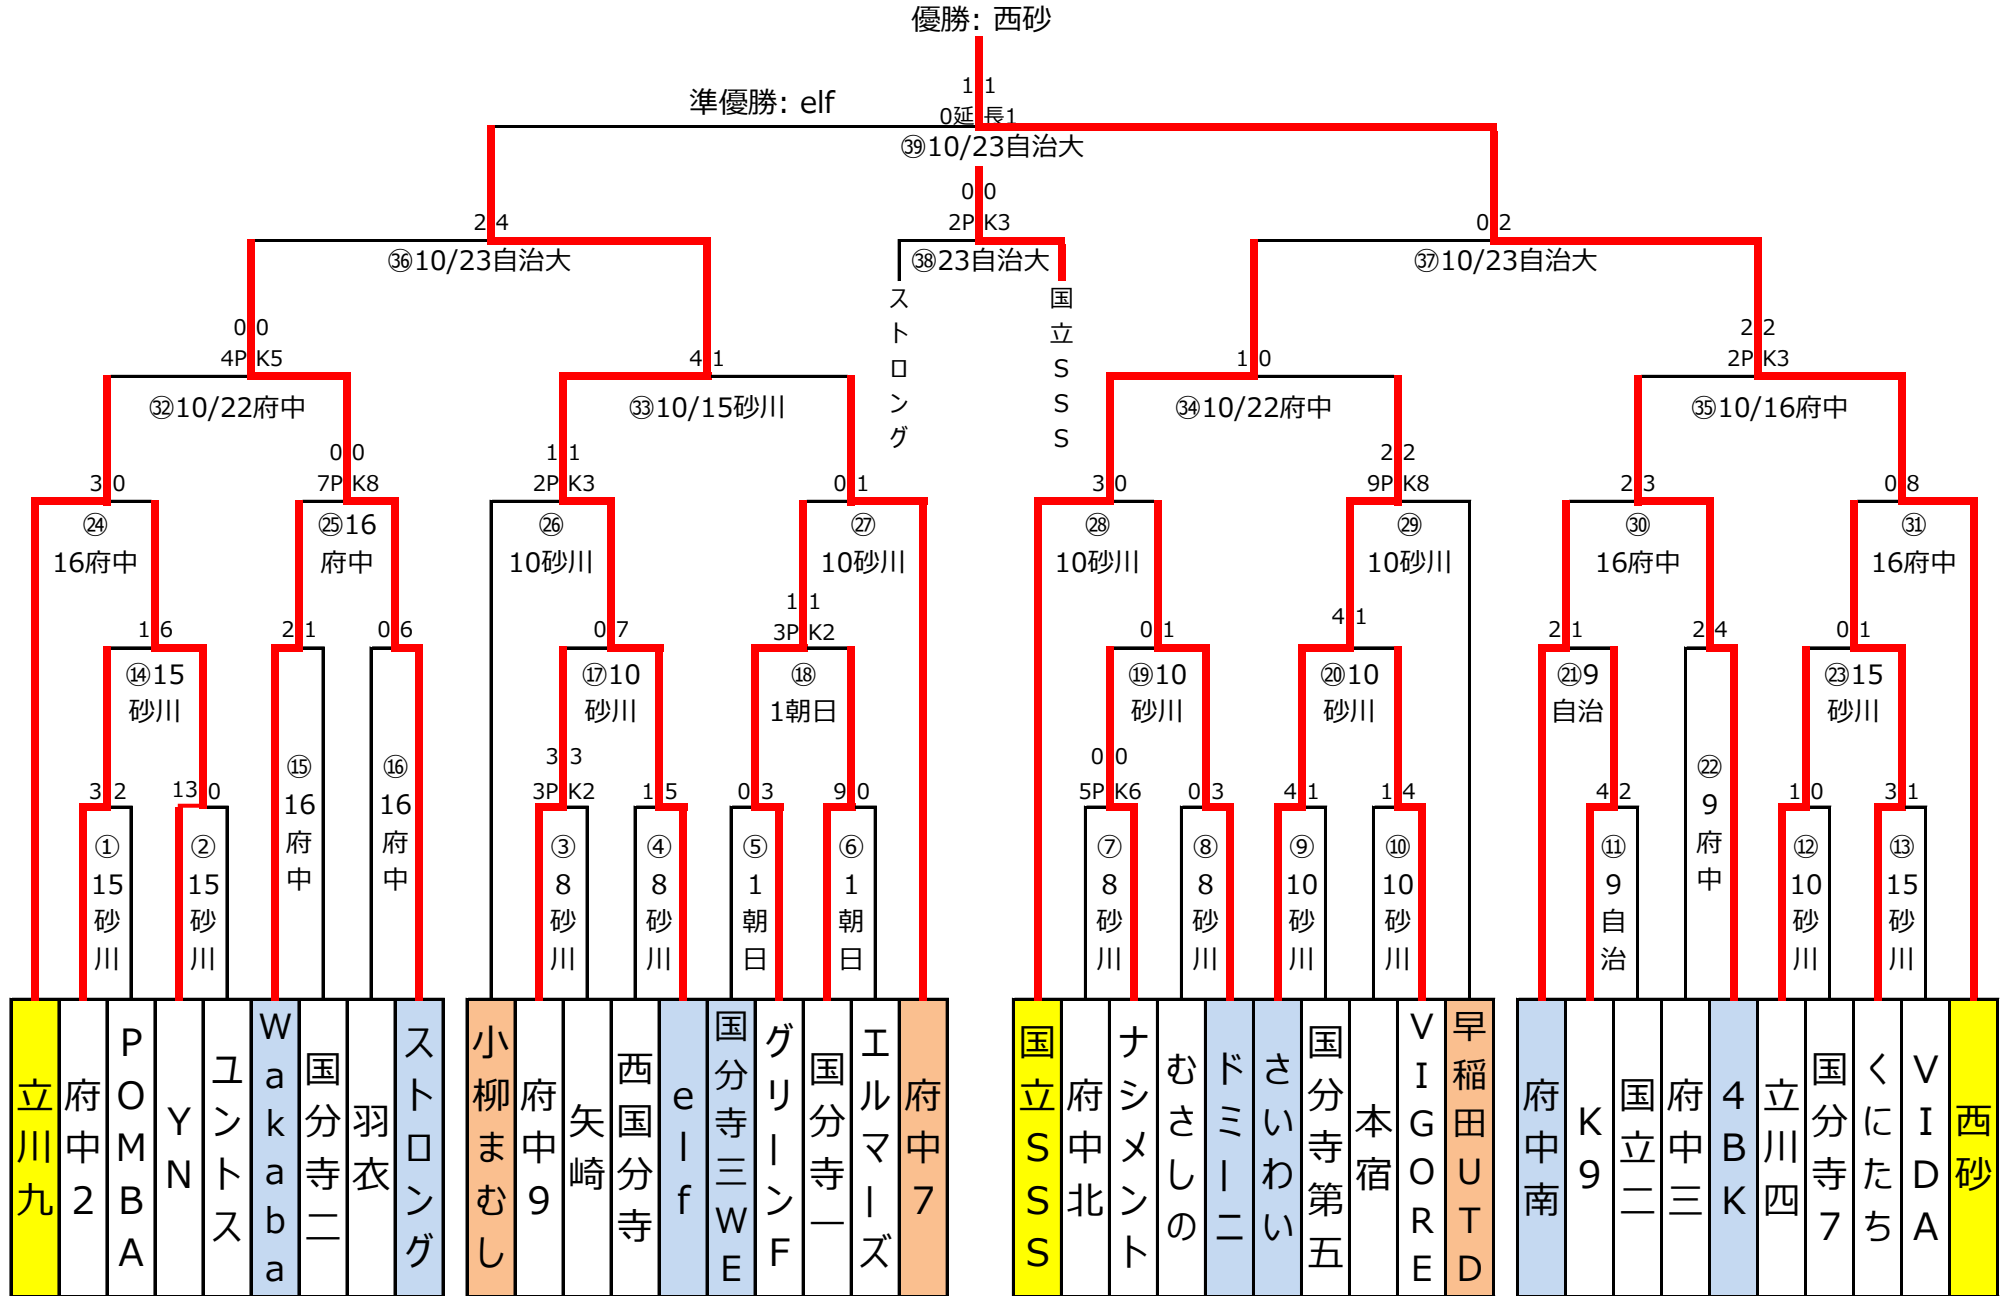 優勝: 西砂
1 1
準優勝: elf
0延長1
㊴10/23自治大
0 0
2 4
2PK3
0 2
㊱10/23自治大
㊳23自治大
㊲10/23自治大
ストロング
国立SSS
0 0
2 2
4PK5
4 1
1 0
2PK3
㉜10/22府中
㉝10/15砂川
㉞10/22府中
㉟10/16府中
0 0
1 1
2 2
3 0
7PK8
2PK3
0 1
3 0
9PK8
2 3
0 8
㉔
16府中
㉕16
府中
㉖
10砂川
㉗
10砂川
㉘
10砂川
㉙
10砂川
㉚
16府中
㉛
16府中
1 1
1 6
2 1
0 6
0 7
3PK2
0 1
4 1
2 1
2 4
0 1
⑭15
砂川
⑰10
砂川
⑱
1朝日
⑲10
砂川
⑳10
砂川
㉑9
自治
㉓15
砂川
⑮
16
府中
⑯
16
府中
㉒
9
府中
3 3
0 0
3 2
13 0
3PK2
1 5
0 3
9 0
5PK6
0 3
4 1
1 4
4 2
1 0
3 1
①
15
砂川
②
15
砂川
③
8
砂川
④
8
砂川
⑤
1
朝日
⑥
1
朝日
⑦
8
砂川
⑧
8
砂川
⑨
10
砂川
⑩
10
砂川
⑪
9
自治
⑫
10
砂川
⑬
15
砂川
立川九
府中2
POMBA
YN
ユントス
Wakaba
国分寺二
羽衣
ストロング
小柳まむし
府中9
矢崎
西国分寺
elf
国分寺三WE
グリーンF
国分寺一
エルマーズ
府中7
国立SSS
府中北
ナシメント
むさしの
ドミーニ
さいわい
国分寺第五
本宿
VIGORE
早稲田UTD
府中南
K9
国立二
府中三
4BK
立川四
国分寺7
くにたち
VIDA
西砂